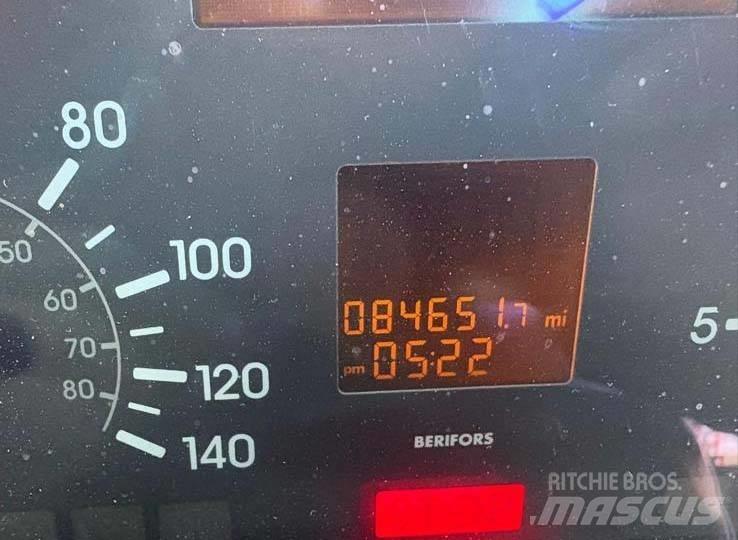 80
100
120
140
50
60
70
80
084651.7 mi
pm 05:22
5
BERIFORS
RITCHIE BROS.
MASCUS